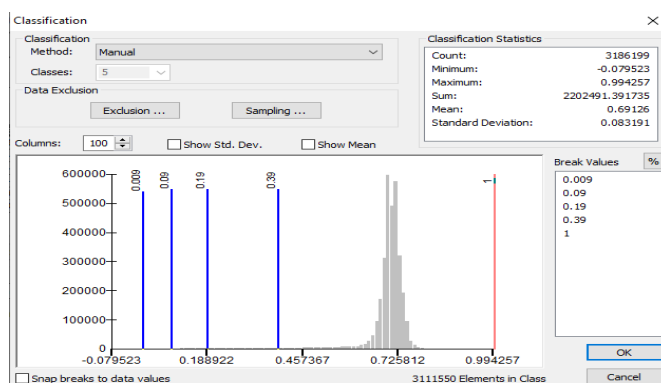 Classification
Classification
Method: Manual
Classes: 5
Data Exclusion
Exclusion ... Sampling ...
Classification Statistics
Count: 3186199
Minimum: -0.079523
Maximum: 0.994257
Sum: 2202491.391735
Mean: 0.69126
Standard Deviation: 0.083191
Columns: 100 Show Std. Dev. Show Mean
Break Values %
0.009
0.09
0.19
0.39
1
600000
500000
400000
300000
200000
100000
0
0.009 0.09 0.19 0.39 1
-0.079523 0.188922 0.457367 0.725812 0.994257
Snap breaks to data values 3111550 Elements in Class
OK
Cancel